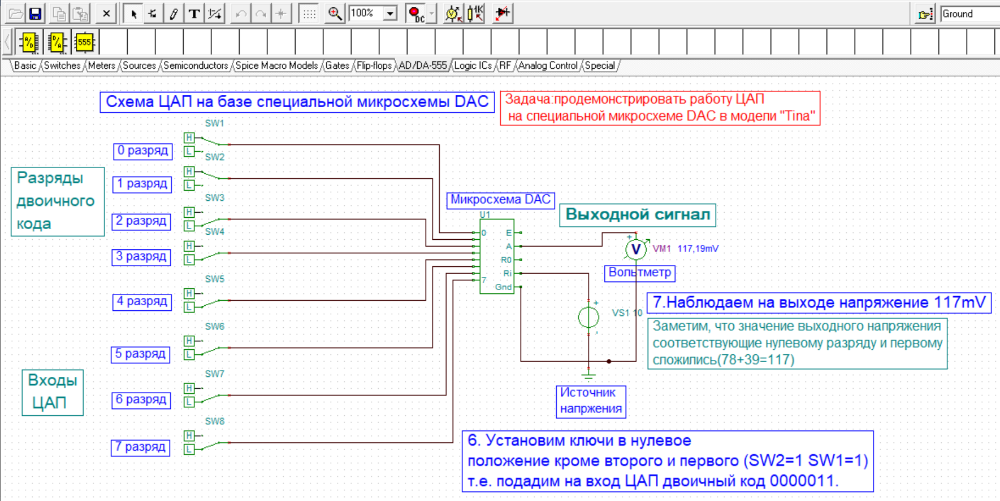 100%
DC
1K
Ground
A/D
D/A
555
Basic Switches Meters Sources Semiconductors Spice Macro Models Gates Flip-flops AD/DA-555 Logic ICs RF Analog Control Special
Схема ЦАП на базе специальной микросхемы DAC
Задача:продемонстрировать работу ЦАП
на специальной микросхеме DAC в модели "Tina"
Разряды
двоичного
кода
Входы
ЦАП
SW1
0 разряд
H
L
SW2
1 разряд
H
L
SW3
2 разряд
H
L
SW4
3 разряд
H
L
SW5
4 разряд
H
L
SW6
5 разряд
H
L
SW7
6 разряд
H
L
SW8
7 разряд
H
L
Микросхема DAC
U1
0
7
E
A
R0
Ri
Gnd
Выходной сигнал
+
V
VM1 117,19mV
Вольтметр
+
VS1 10
-
7.Наблюдаем на выходе напряжение 117mV
Заметим, что значение выходного напряжения
соответствующие нулевому разряду и первому
сложились(78+39=117)
Источник
напржения
6. Установим ключи в нулевое
положение кроме второго и первого (SW2=1 SW1=1)
т.е. подадим на вход ЦАП двоичный код 0000011.